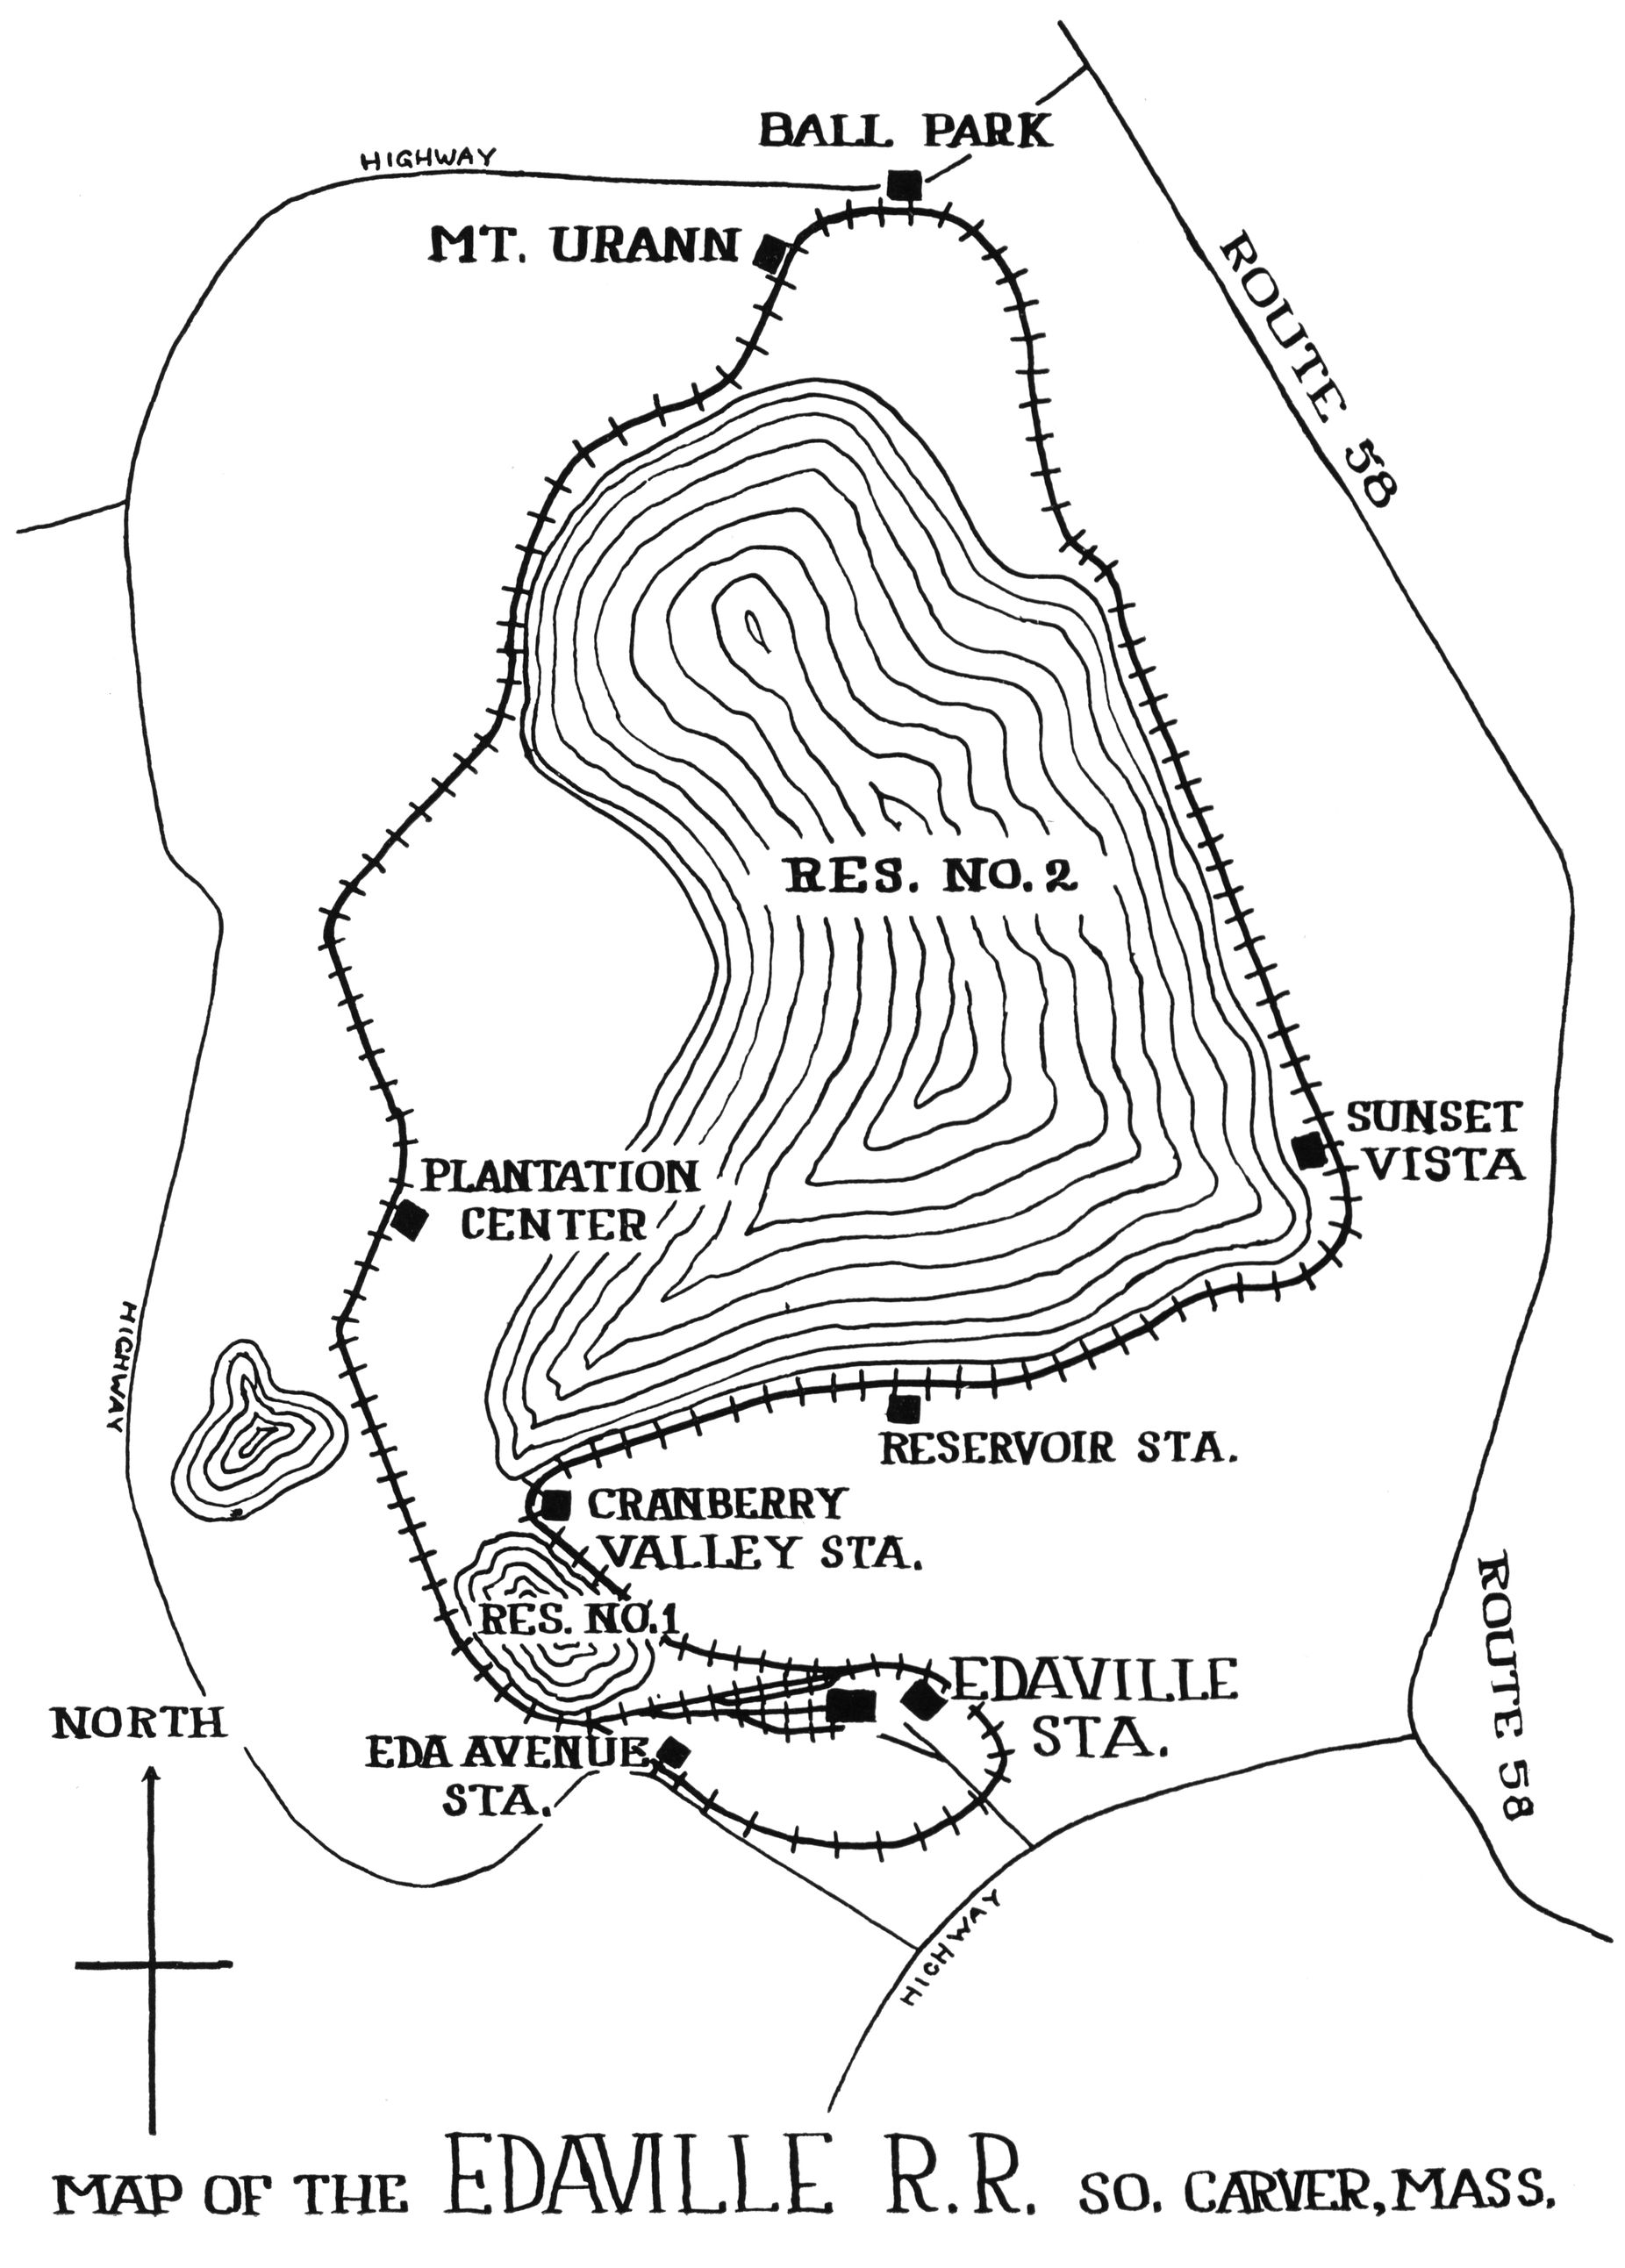 BALL PARK
HIGHWAY
MT. URANN
ROUTE 58
RES. NO. 2
SUNSET
VISTA
PLANTATION
CENTER
HIGHWAY
RESERVOIR STA.
CRANBERRY
VALLEY STA.
RES. NO. 1
EDAVILLE
STA.
ROUTE 58
NORTH
EDA AVENUE
STA.
HIGHWAY
MAP OF THE EDAVILLE R.R. SO. CARVER, MASS.